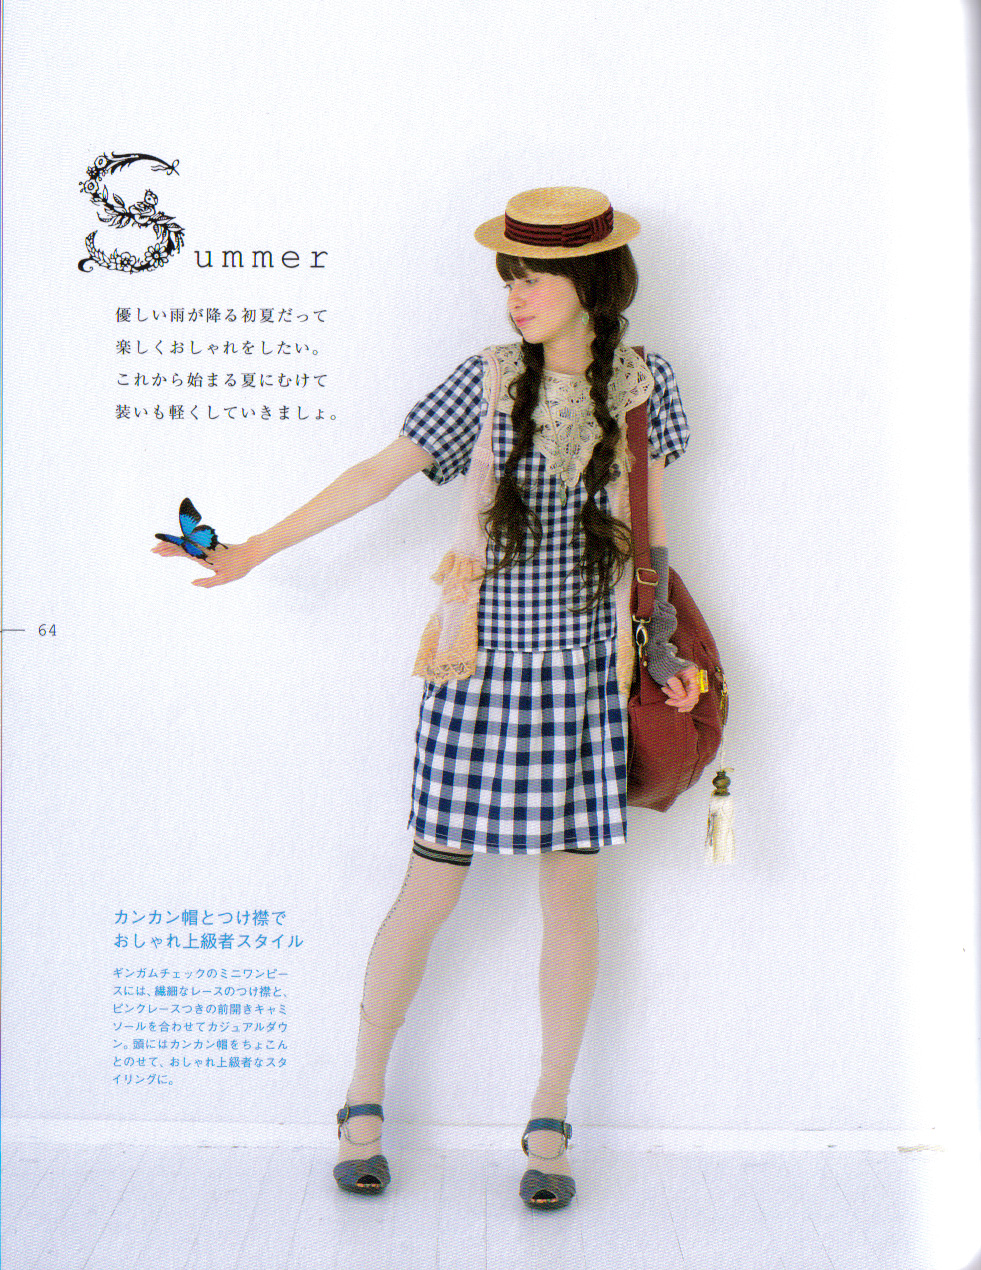 Summer
優しい雨が降る初夏だって
楽しくおしゃれをしたい。
これから始まる夏にむけて
装いも軽くしていきましょ。
64
カンカン帽とつけ襟で
おしゃれ上級者スタイル
ギンガムチェックのミニワンピー
スには、繊細なレースのつけ襟と、
ピンクレースつきの前開きキャミ
ソールを合わせてカジュアルダウ
ン。頭にはカンカン帽をちょこん
とのせて、おしゃれ上級者なスタ
イリングに。